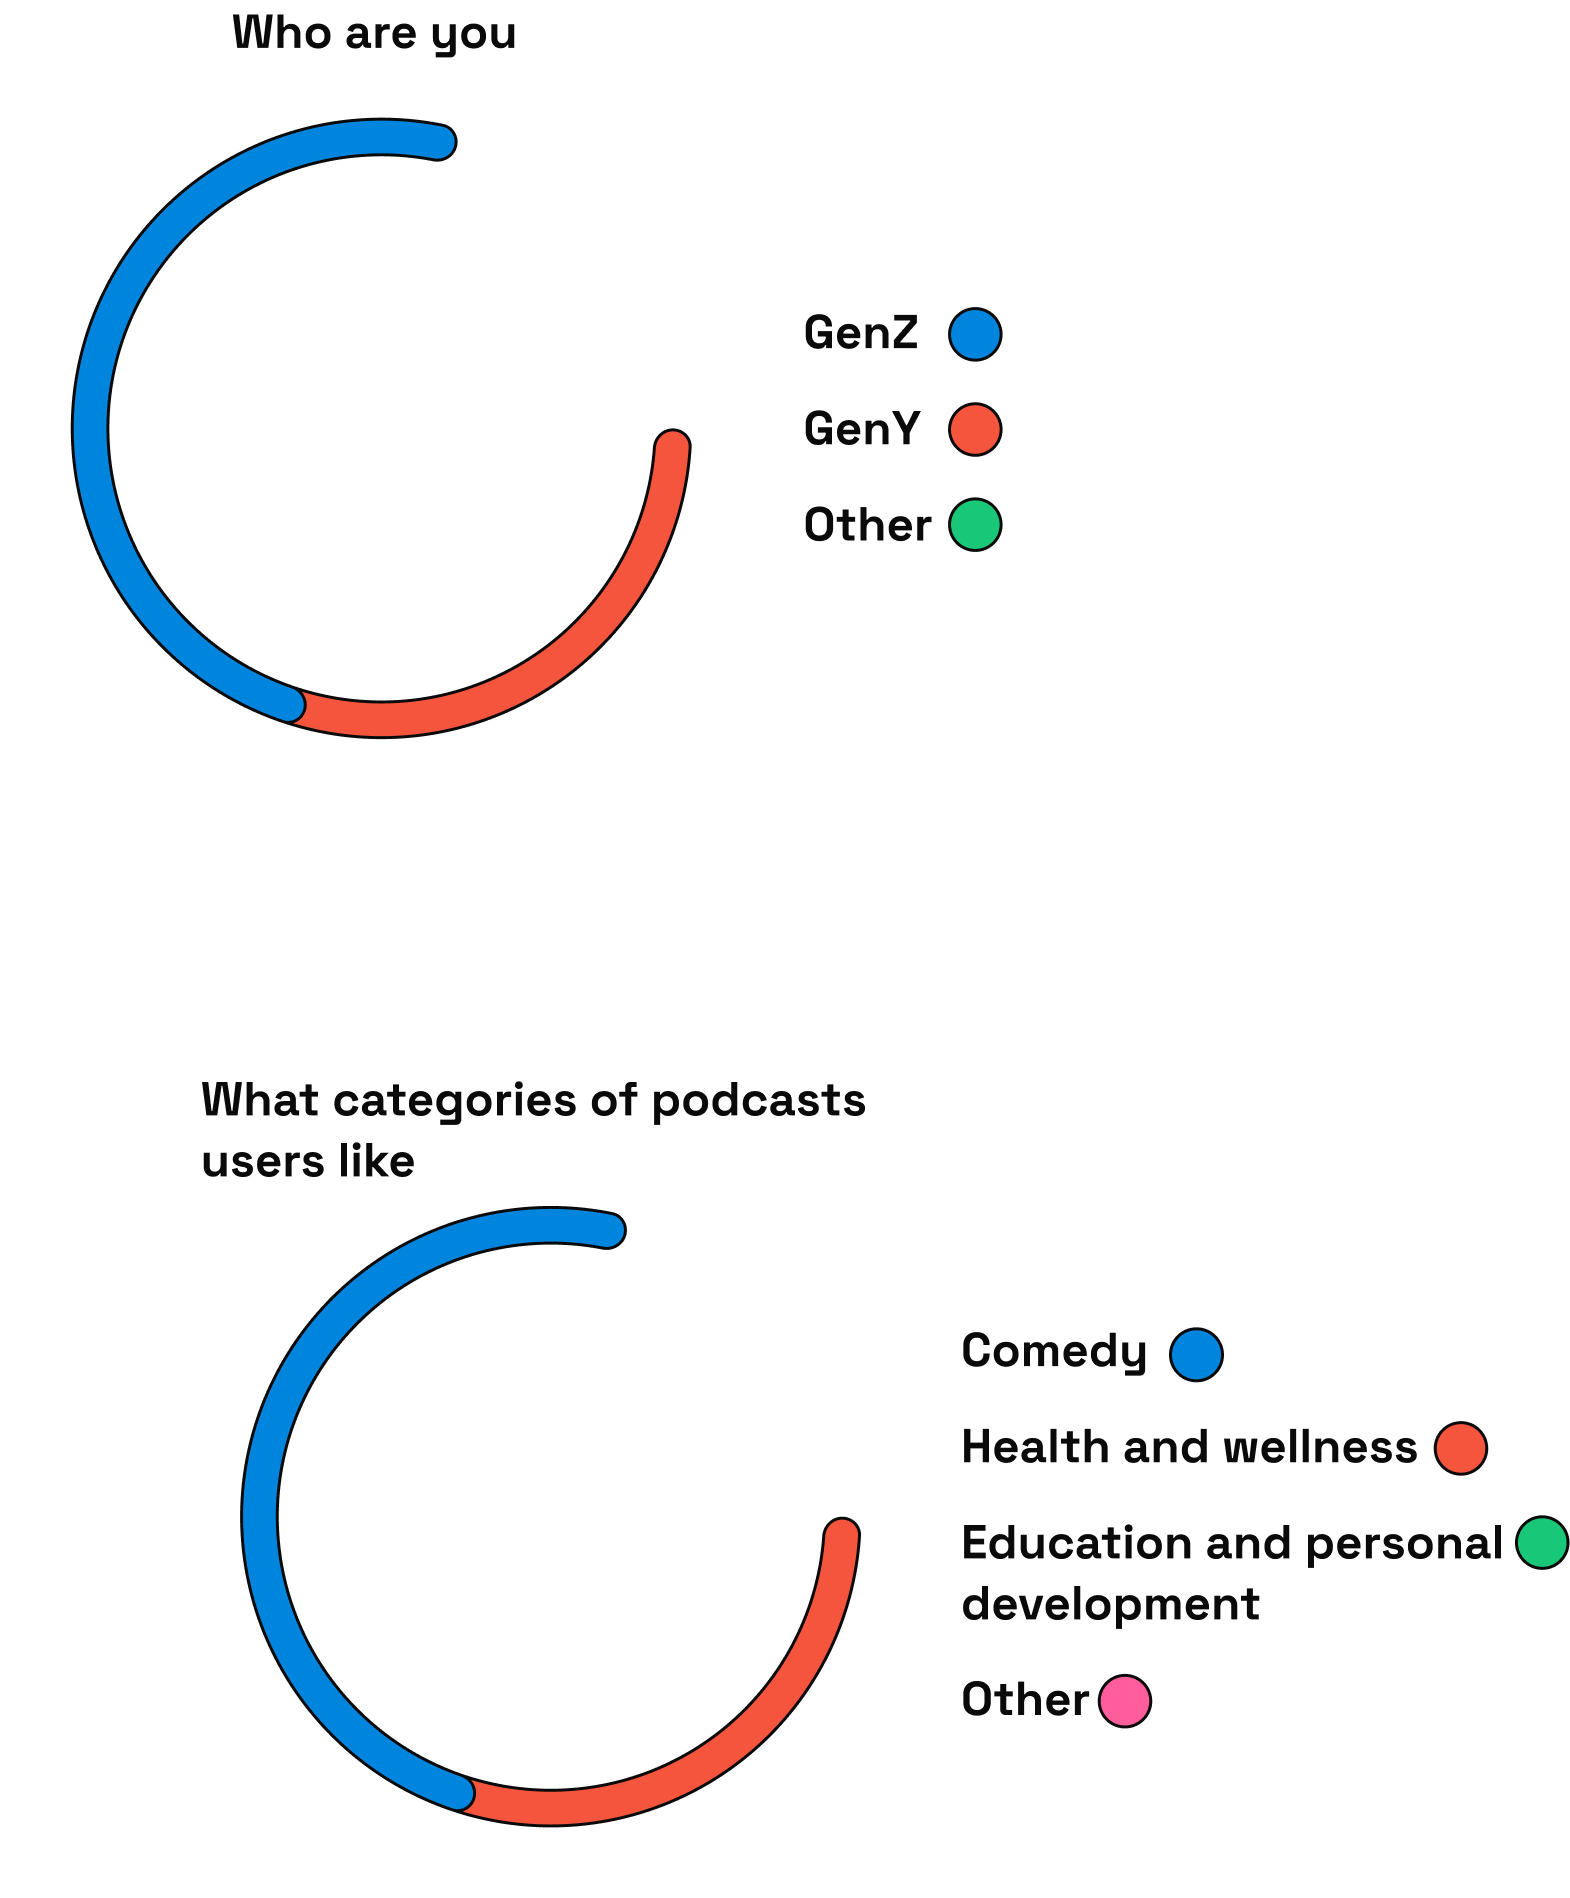 Who are you
GenZ
GenY
Other
What categories of podcasts
users like
Comedy
Health and wellness
Education and personal
development
Other